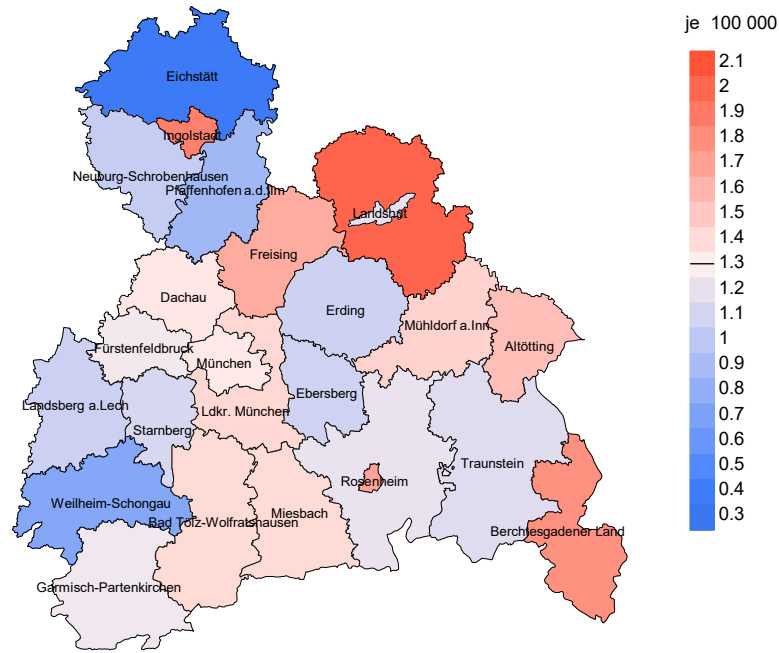 je 100 000
2.1
2
1.9
1.8
1.7
1.6
1.5
1.4
1.3
1.2
1.1
1
0.9
0.8
0.7
0.6
0.5
0.4
0.3
Eichstätt
Ingolstadt
Neuburg-Schrobenhausen
Pfaffenhofen a.d.Ilm
Landshut
Freising
Dachau
Erding
Mühldorf a.Inn
Altötting
Fürstenfeldbruck
München
Ebersberg
Landsberg a.Lech
Ldkr. München
Starnberg
Traunstein
Rosenheim
Weilheim-Schongau
Miesbach
Bad Tölz-Wolfratshausen
Berchtesgadener Land
Garmisch-Partenkirchen